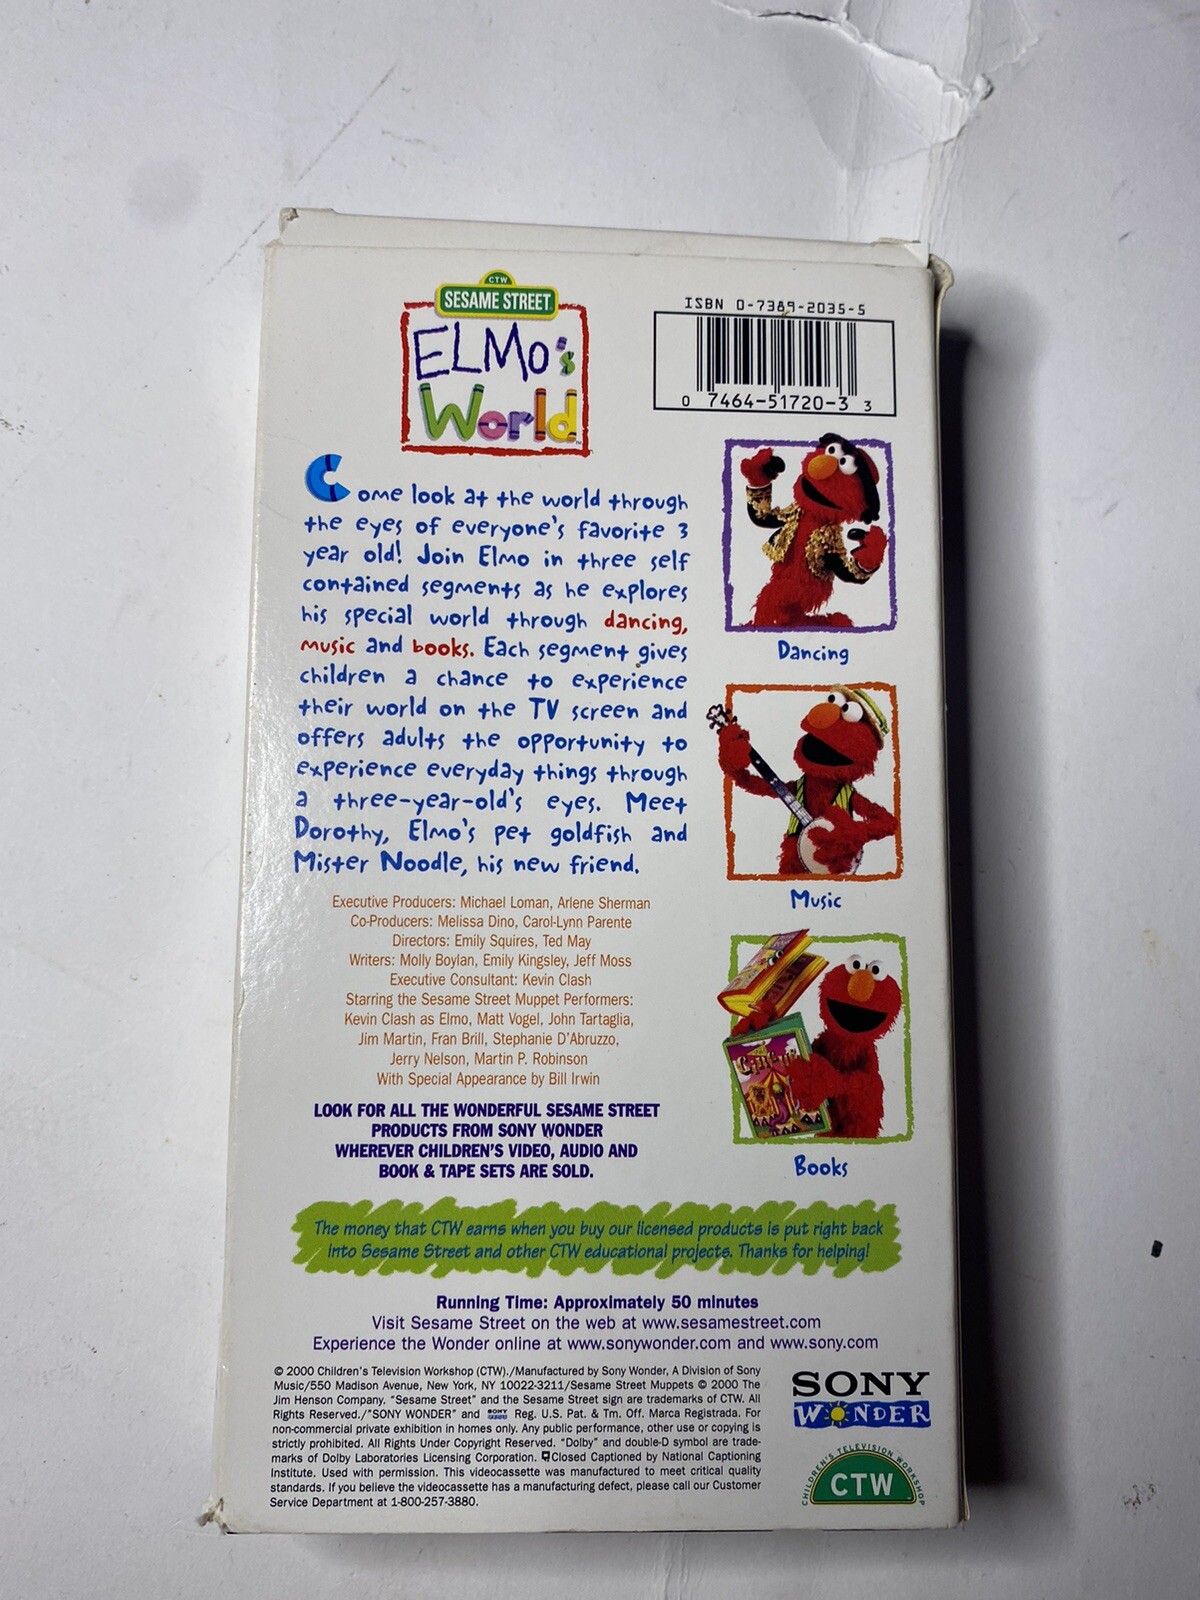 CTW
SESAME STREET
ELMO's
World
ISBN 0-7389-2035-5
0 7464-51720-3 3
Come look at the world through
the eyes of everyone's favorite 3
year old! Join Elmo in three self
contained segments as he explores
his special world through dancing,
music and books. Each segment gives
children a chance to experience
their world on the TV screen and
offers adults the opportunity to
experience everyday things through
a three-year-old's eyes. Meet
Dorothy, Elmo's pet goldfish and
Mister Noodle, his new friend.
Dancing
Music
Books
Executive Producers: Michael Loman, Arlene Sherman
Co-Producers: Melissa Dino, Carol-Lynn Parente
Directors: Emily Squires, Ted May
Writers: Molly Boylan, Emily Kingsley, Jeff Moss
Executive Consultant: Kevin Clash
Starring the Sesame Street Muppet Performers:
Kevin Clash as Elmo, Matt Vogel, John Tartaglia,
Jim Martin, Fran Brill, Stephanie D'Abruzzo,
Jerry Nelson, Martin P. Robinson
With Special Appearance by Bill Irwin
LOOK FOR ALL THE WONDERFUL SESAME STREET
PRODUCTS FROM SONY WONDER
WHEREVER CHILDREN'S VIDEO, AUDIO AND
BOOK & TAPE SETS ARE SOLD.
The money that CTW earns when you buy our licensed products is put right back
into Sesame Street and other CTW educational projects. Thanks for helping!
Running Time: Approximately 50 minutes
Visit Sesame Street on the web at www.sesamestreet.com
Experience the Wonder online at www.sonywonder.com and www.sony.com
© 2000 Children's Television Workshop (CTW)./Manufactured by Sony Wonder, A Division of Sony
Music/550 Madison Avenue, New York, NY 10022-3211/Sesame Street Muppets © 2000 The
Jim Henson Company. "Sesame Street" and the Sesame Street sign are trademarks of CTW. All
Rights Reserved./"SONY WONDER" and SONY WONDER Reg. U.S. Pat. & Tm. Off. Marca Registrada. For
non-commercial private exhibition in homes only. Any public performance, other use or copying is
strictly prohibited. All Rights Under Copyright Reserved. "Dolby" and double-D symbol are trade-
marks of Dolby Laboratories Licensing Corporation. Closed Captioned by National Captioning
Institute. Used with permission. This videocassette was manufactured to meet critical quality
standards. If you believe the videocassette has a manufacturing defect, please call our Customer
Service Department at 1-800-257-3880.
SONY
WONDER
CHILDREN'S TELEVISION WORKSHOP
CTW